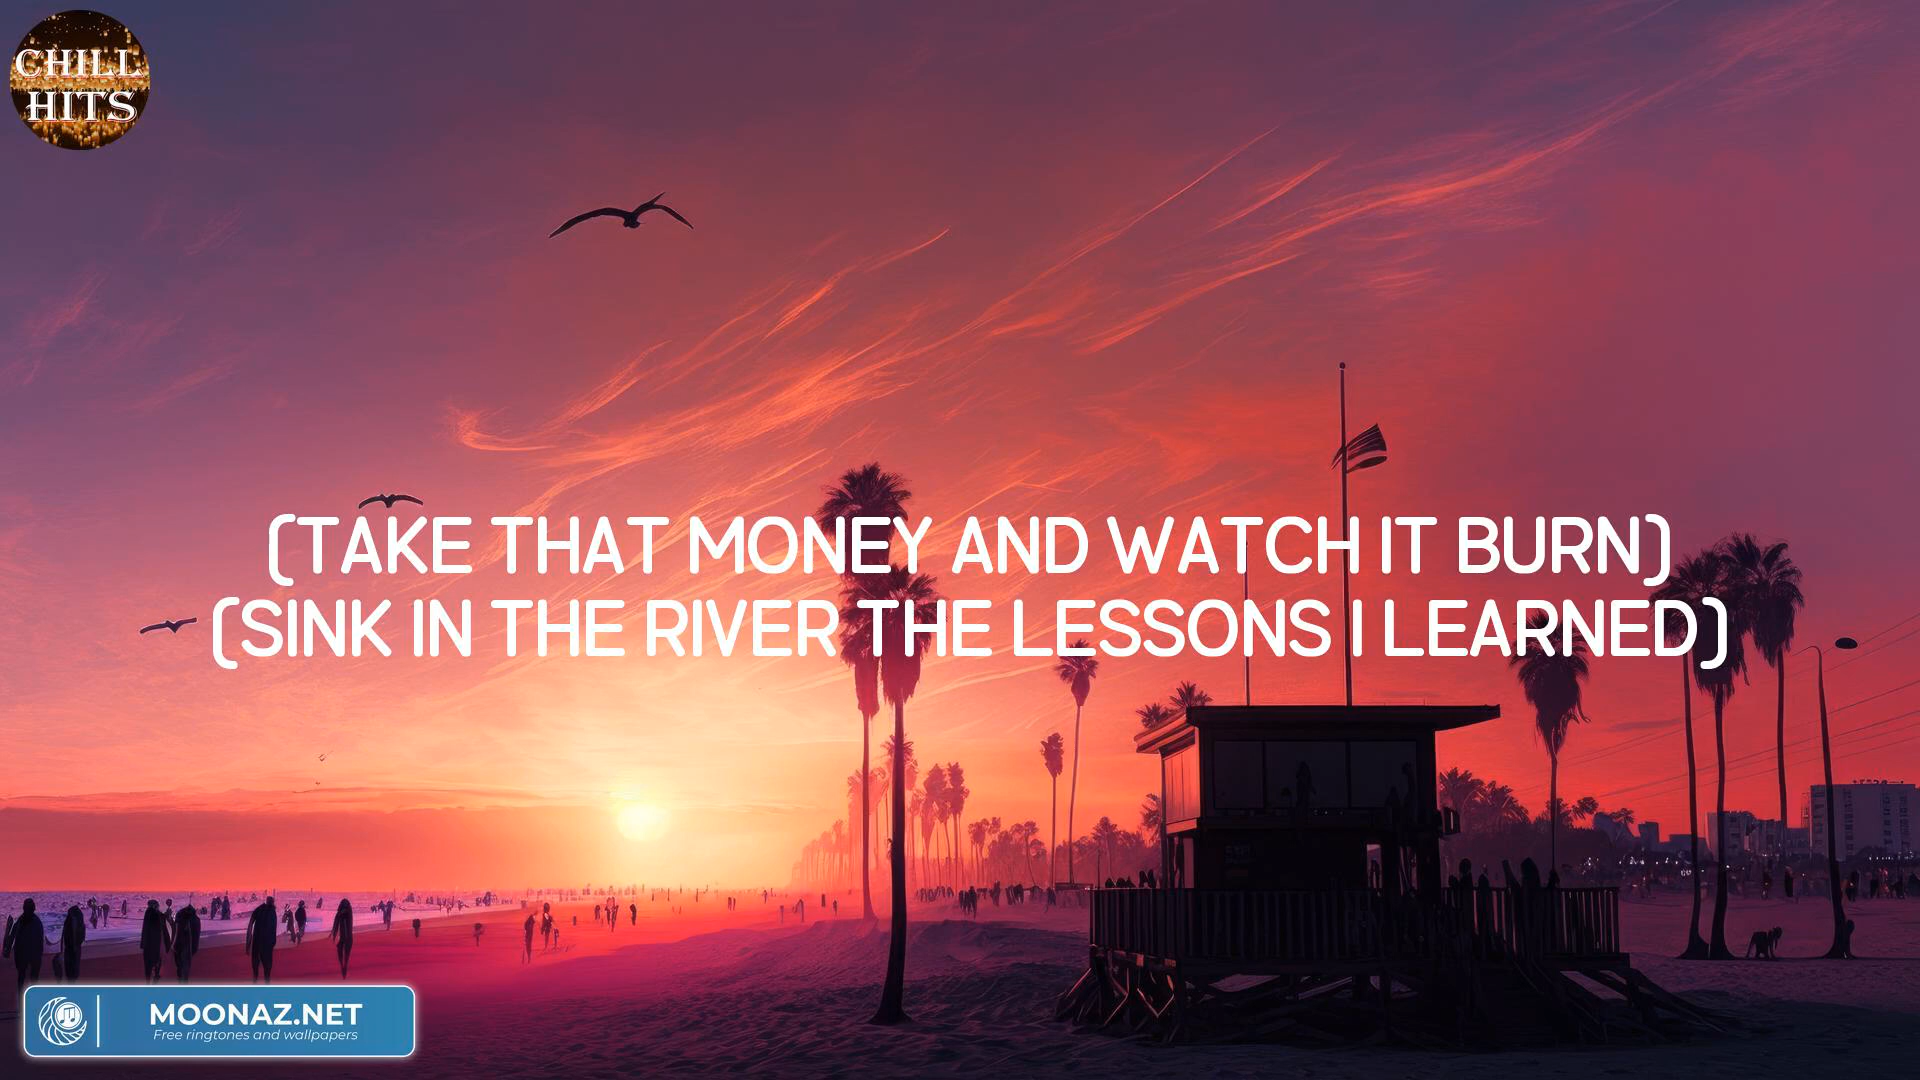 CHILL
HITS
(TAKE THAT MONEY AND WATCH IT BURN)
(SINK IN THE RIVER THE LESSONS I LEARNED)
MOONAZ.NET
Free ringtones and wallpapers